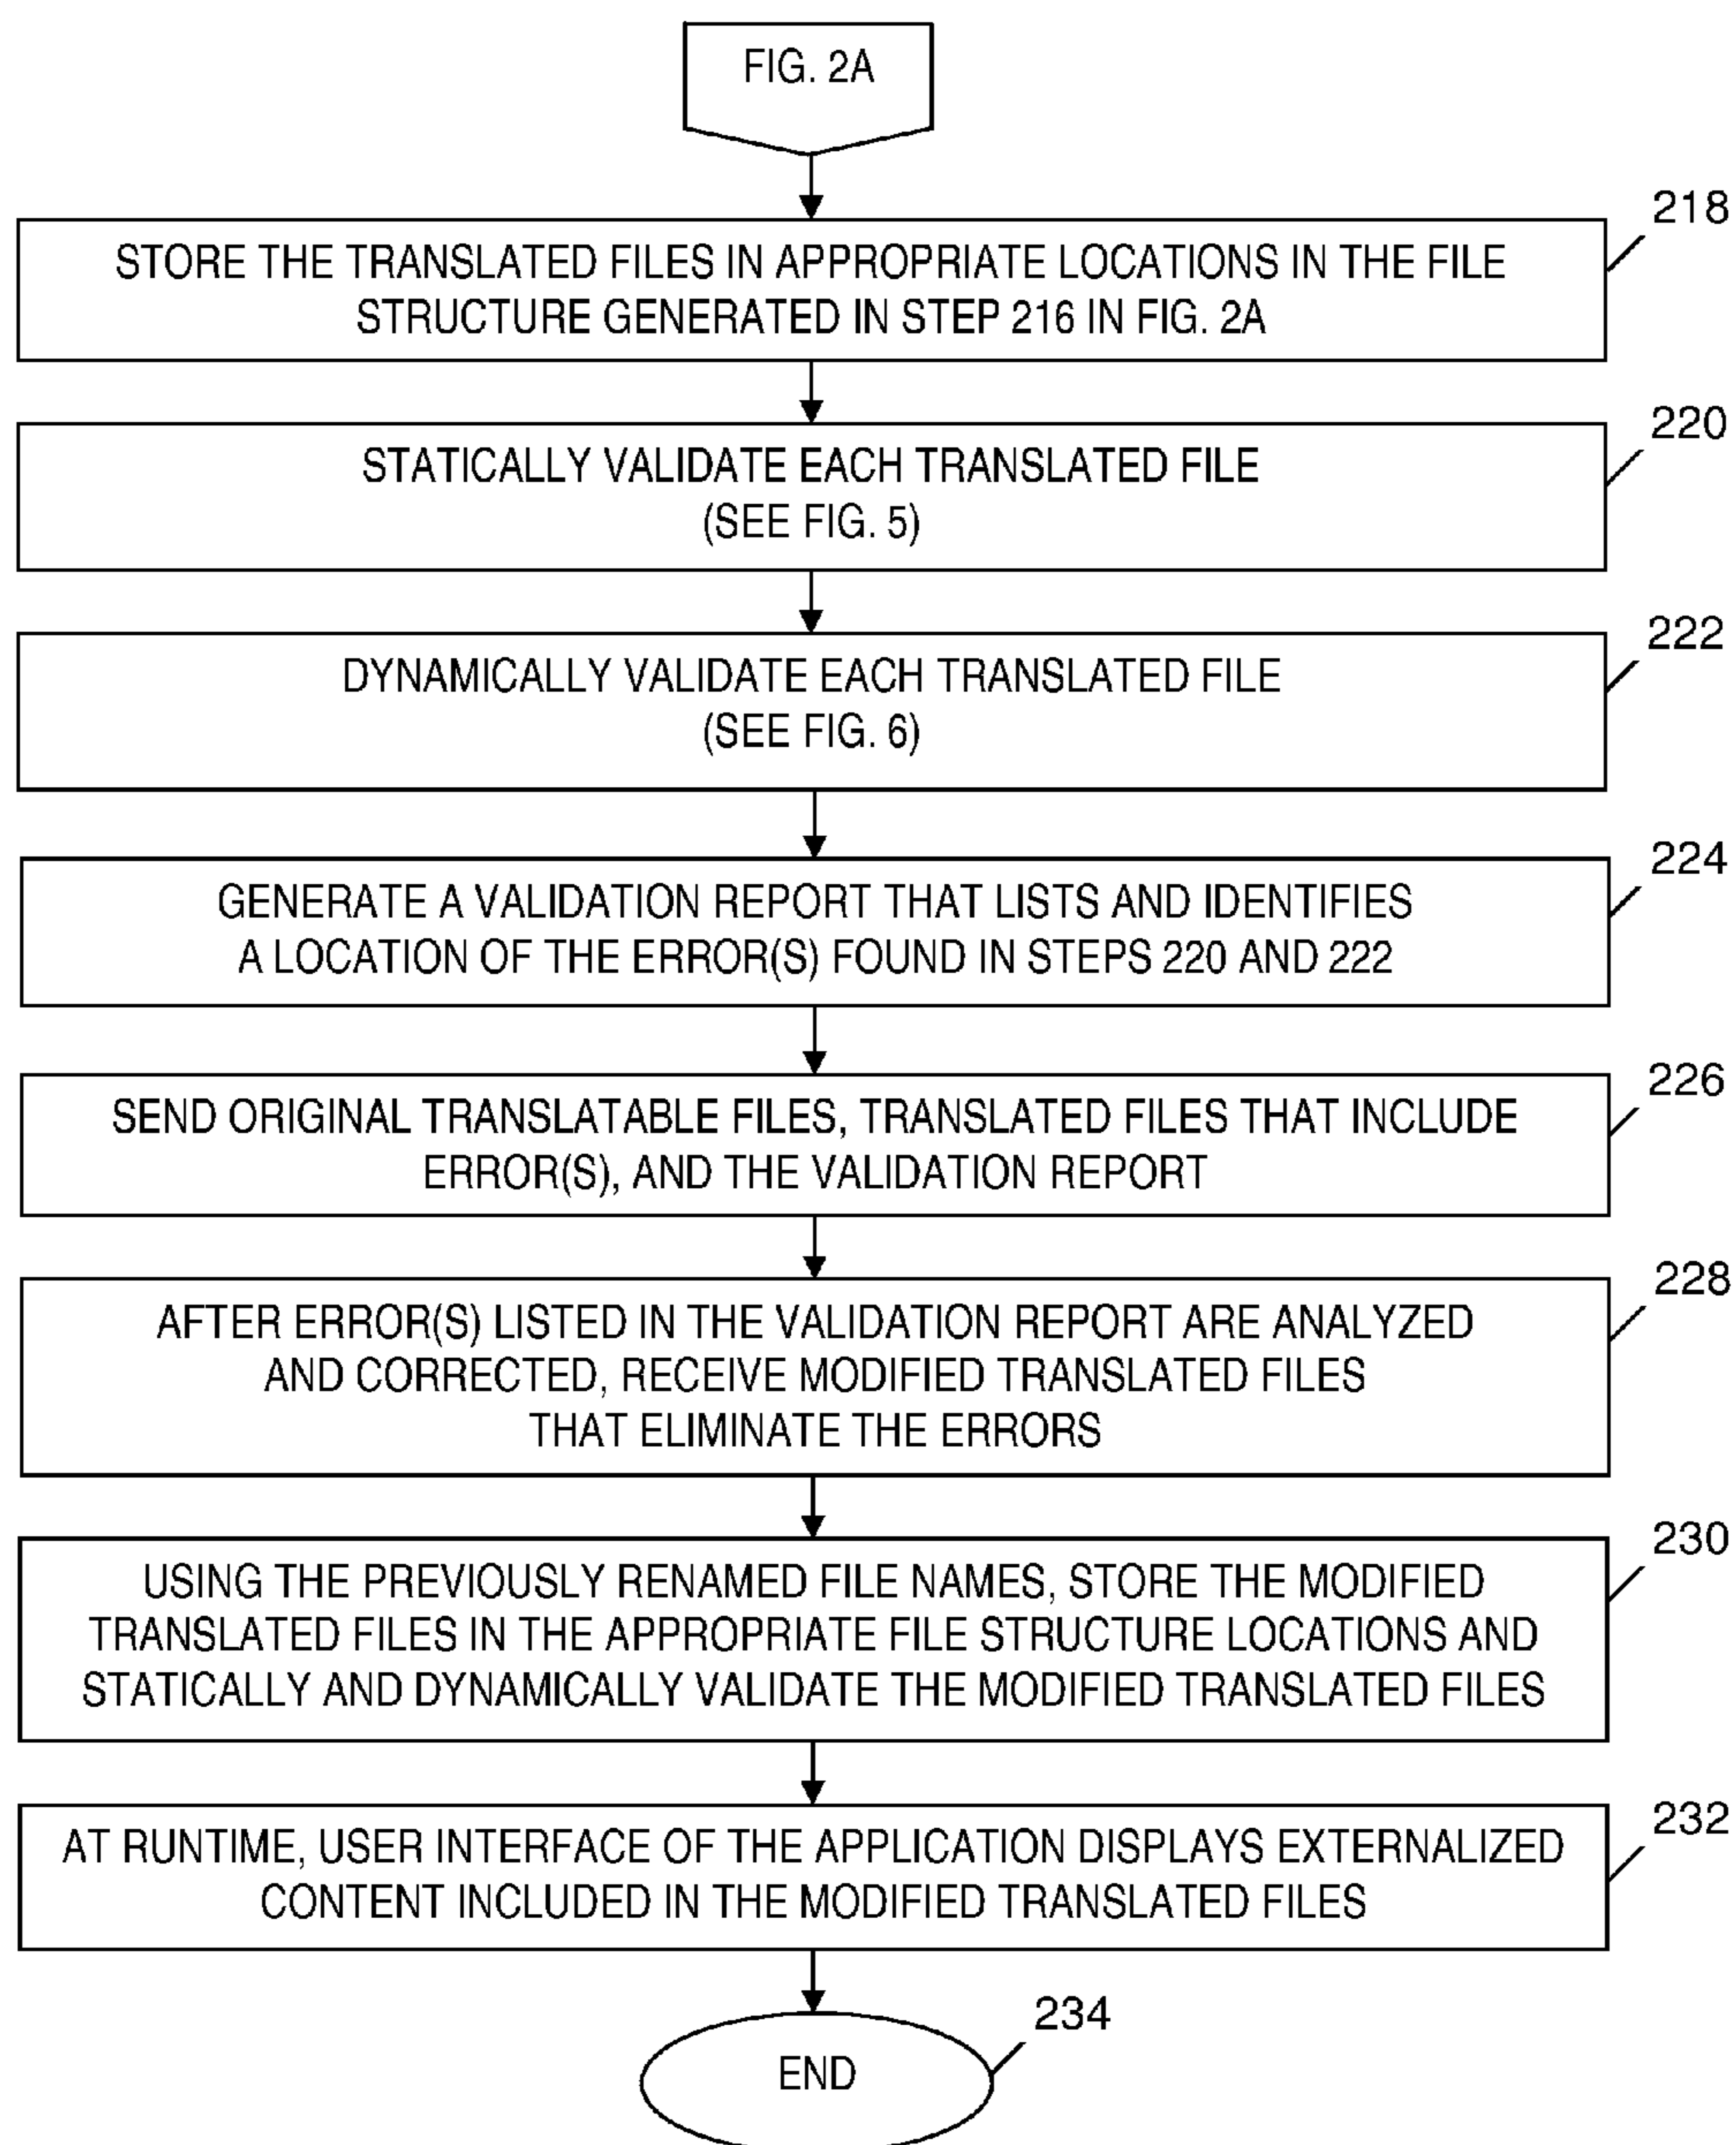 FIG. 2A
218
STORE THE TRANSLATED FILES IN APPROPRIATE LOCATIONS IN THE FILE
STRUCTURE GENERATED IN STEP 216 IN FIG. 2A
220
STATICALLY VALIDATE EACH TRANSLATED FILE
(SEE FIG. 5)
222
DYNAMICALLY VALIDATE EACH TRANSLATED FILE
(SEE FIG. 6)
224
GENERATE A VALIDATION REPORT THAT LISTS AND IDENTIFIES
A LOCATION OF THE ERROR(S) FOUND IN STEPS 220 AND 222
226
SEND ORIGINAL TRANSLATABLE FILES, TRANSLATED FILES THAT INCLUDE
ERROR(S), AND THE VALIDATION REPORT
228
AFTER ERROR(S) LISTED IN THE VALIDATION REPORT ARE ANALYZED
AND CORRECTED, RECEIVE MODIFIED TRANSLATED FILES
THAT ELIMINATE THE ERRORS
230
USING THE PREVIOUSLY RENAMED FILE NAMES, STORE THE MODIFIED
TRANSLATED FILES IN THE APPROPRIATE FILE STRUCTURE LOCATIONS AND
STATICALLY AND DYNAMICALLY VALIDATE THE MODIFIED TRANSLATED FILES
232
AT RUNTIME, USER INTERFACE OF THE APPLICATION DISPLAYS EXTERNALIZED
CONTENT INCLUDED IN THE MODIFIED TRANSLATED FILES
234
END